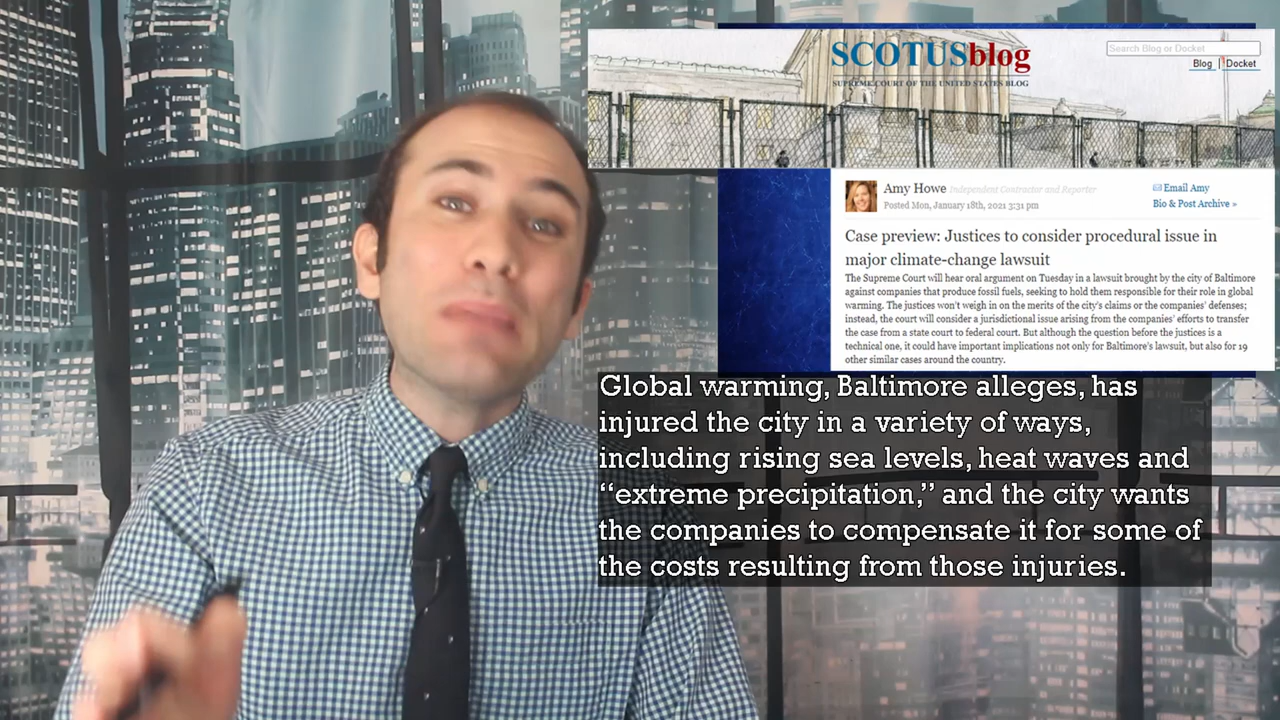 SCOTUSblog
SUPREME COURT OF THE UNITED STATES BLOG
Search Blog or Docket
Blog | Docket
Amy Howe Independent Contractor and Reporter
Posted Mon, January 18th, 2021 3:31 pm
Email Amy
Bio & Post Archive »
Case preview: Justices to consider procedural issue in
major climate-change lawsuit
The Supreme Court will hear oral argument on Tuesday in a lawsuit brought by the city of Baltimore
against companies that produce fossil fuels, seeking to hold them responsible for their role in global
warming. The justices won't weigh in on the merits of the city's claims or the companies' defenses;
instead, the court will consider a jurisdictional issue arising from the companies' efforts to transfer
the case from a state court to federal court. But although the question before the justices is a
technical one, it could have important implications not only for Baltimore's lawsuit, but also for 19
other similar cases around the country.
Global warming, Baltimore alleges, has
injured the city in a variety of ways,
including rising sea levels, heat waves and
“extreme precipitation,” and the city wants
the companies to compensate it for some of
the costs resulting from those injuries.